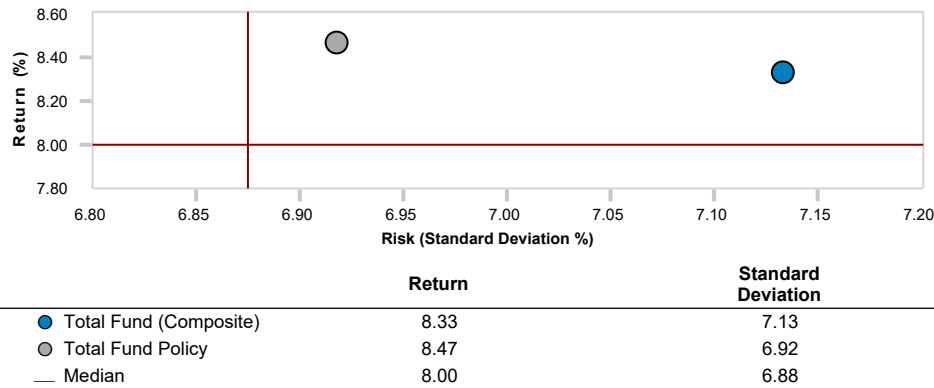 8.60
8.40
8.20
8.00
7.80
Return (%)
6.80 6.85 6.90 6.95 7.00 7.05 7.10 7.15 7.20
Risk (Standard Deviation %)
Return Standard Deviation
Total Fund (Composite) 8.33 7.13
Total Fund Policy 8.47 6.92
Median 8.00 6.88